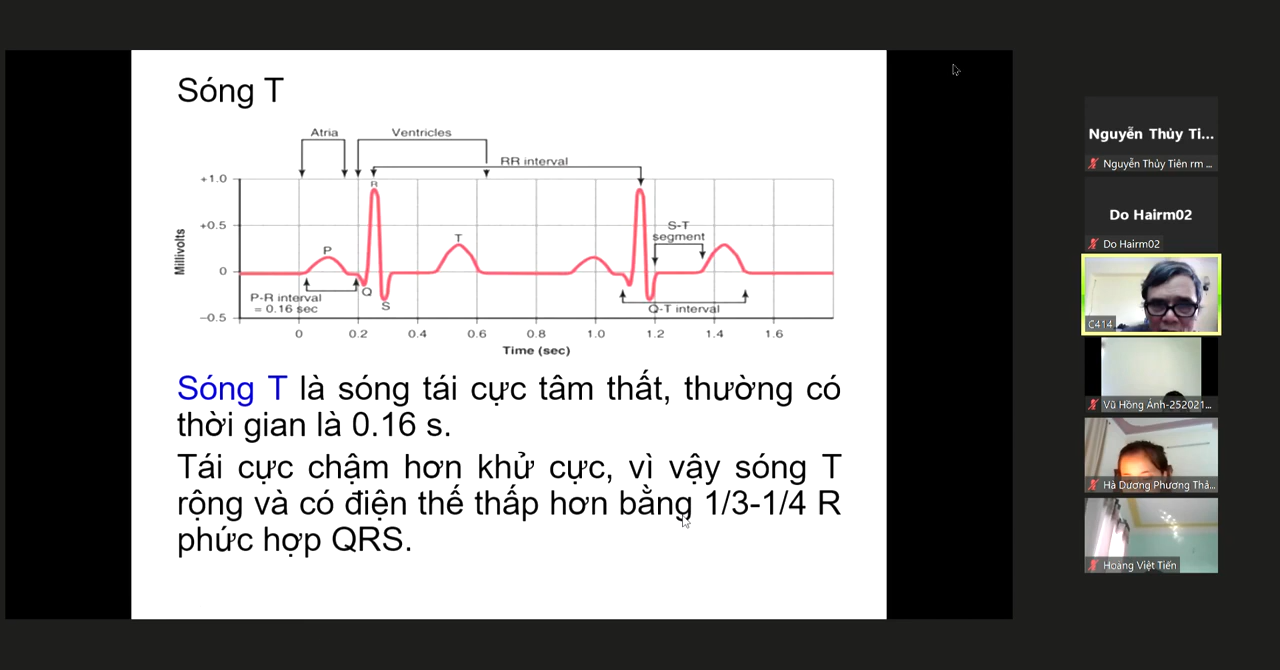 Sóng T
Atria
Ventricles
RR interval
+1.0
R
+0.5
S-T
segment
P
T
Millivolts
0
Q
P-R interval
= 0.16 sec
S
Q-T interval
−0.5
0 0.2 0.4 0.6 0.8 1.0 1.2 1.4 1.6
Time (sec)
Sóng T là sóng tái cực tâm thất, thường có
thời gian là 0.16 s.
Tái cực chậm hơn khử cực, vì vậy sóng T
rộng và có điện thế thấp hơn bằng 1/3-1/4 R
phức hợp QRS.
Nguyễn Thủy Ti...
Nguyễn Thủy Tiên rm ...
Do Hairm02
Do Hairm02
C414
Vũ Hồng Ánh-252021...
Hà Dương Phương Thả...
Hoàng Việt Tiến